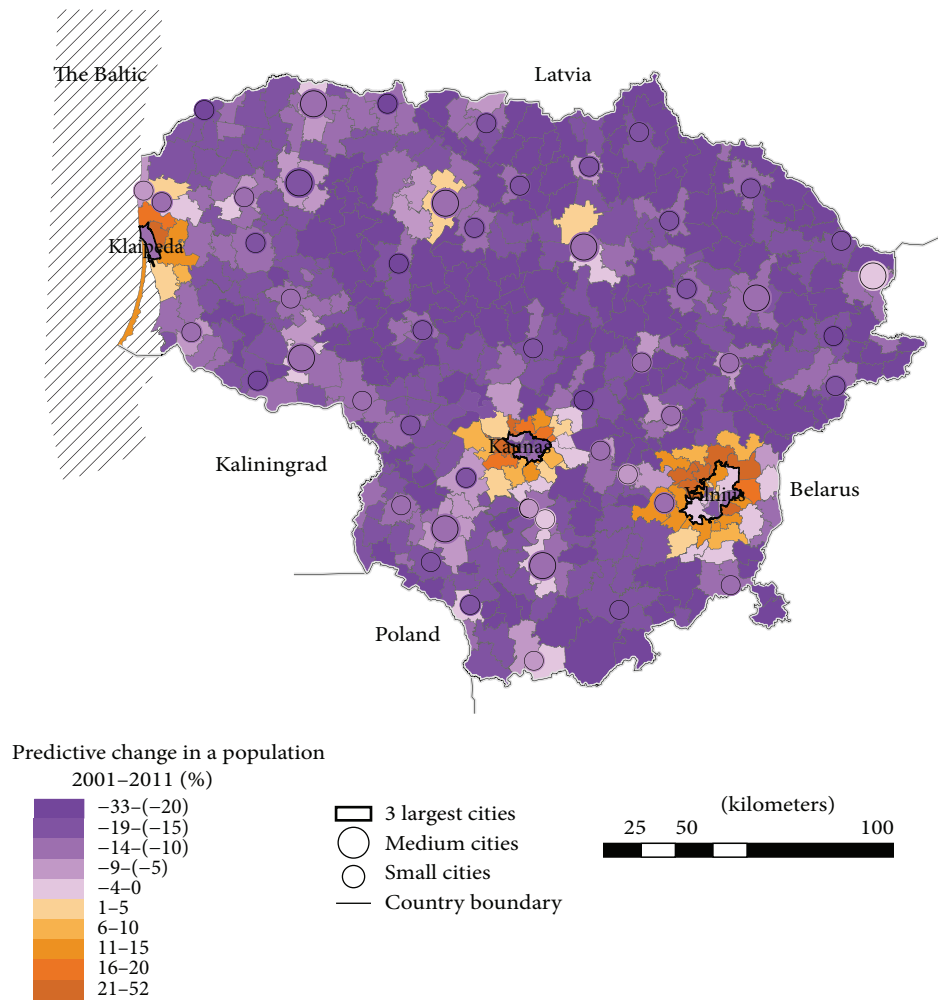 The Baltic
Latvia
Klaipeda
Kaunas
Kaliningrad
Vilnius
Belarus
Poland
Predictive change in a population
2001–2011 (%)
−33–(−20)
−19–(−15)
−14–(−10)
−9–(−5)
−4–0
1–5
6–10
11–15
16–20
21–52
3 largest cities
Medium cities
Small cities
Country boundary
(kilometers)
25 50 100